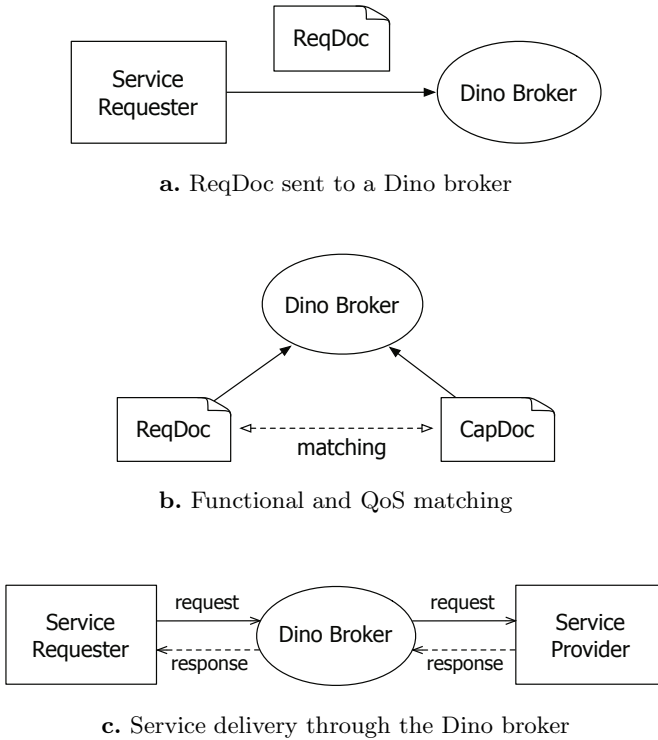 ReqDoc
Service
Requester
Dino Broker
a. ReqDoc sent to a Dino broker
Dino Broker
ReqDoc
CapDoc
matching
b. Functional and QoS matching
request
request
Service
Requester
Dino Broker
Service
Provider
response
response
c. Service delivery through the Dino broker